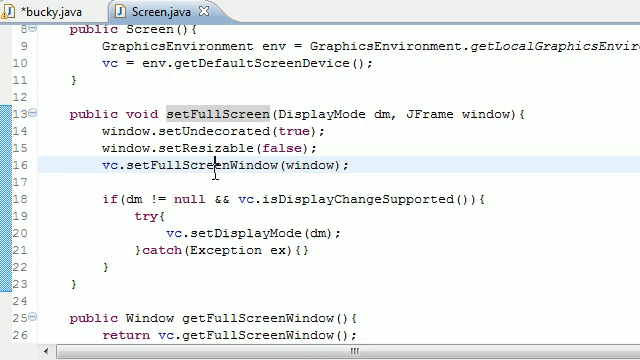 *bucky.java Screen.java
8 public Screen(){
9 GraphicsEnvironment env = GraphicsEnvironment.getLocalGraphicsEnviro
10 vc = env.getDefaultScreenDevice();
11 }
12
13 public void setFullScreen(DisplayMode dm, JFrame window){
14 window.setUndecorated(true);
15 window.setResizable(false);
16 vc.setFullScreenWindow(window);
17
18 if(dm != null && vc.isDisplayChangeSupported()){
19 try{
20 vc.setDisplayMode(dm);
21 }catch(Exception ex){}
22 }
23 }
24
25 public Window getFullScreenWindow(){
26 return vc.getFullScreenWindow();